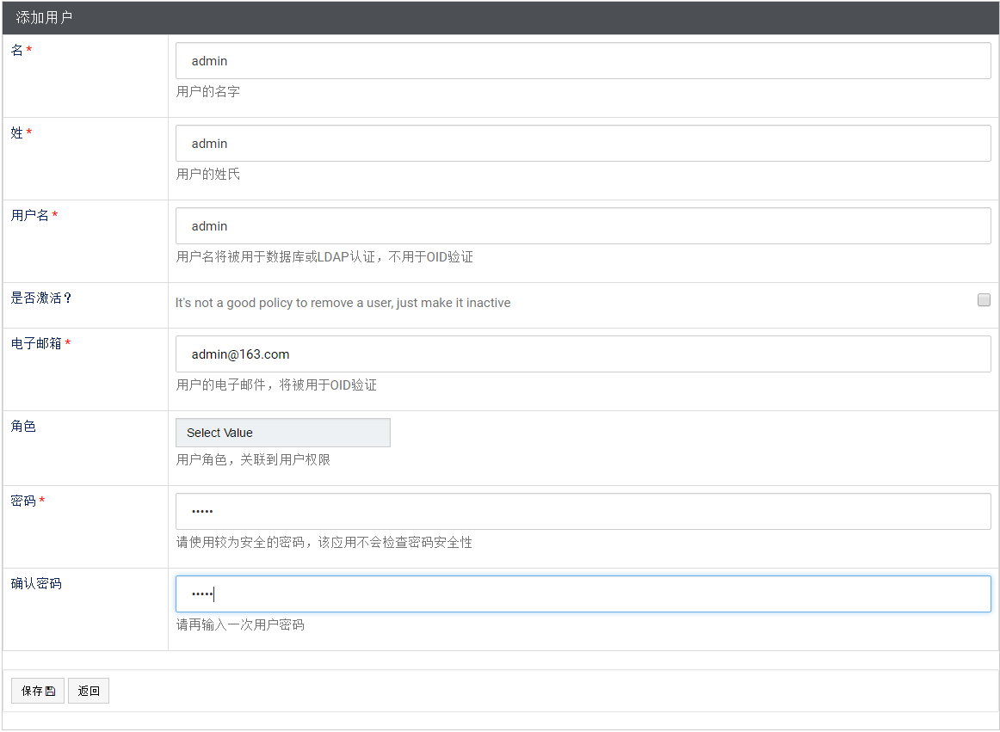 添加用户
名 *
admin
用户的名字
姓 *
admin
用户的姓氏
用户名 *
admin
用户名将被用于数据库或LDAP认证，不用于OID验证
是否激活？
It's not a good policy to remove a user, just make it inactive
电子邮箱 *
admin@163.com
用户的电子邮件，将被用于OID验证
角色
Select Value
用户角色，关联到用户权限
密码 *
•••••
请使用较为安全的密码，该应用不会检查密码安全性
确认密码
•••••
请再输入一次用户密码
保存 返回